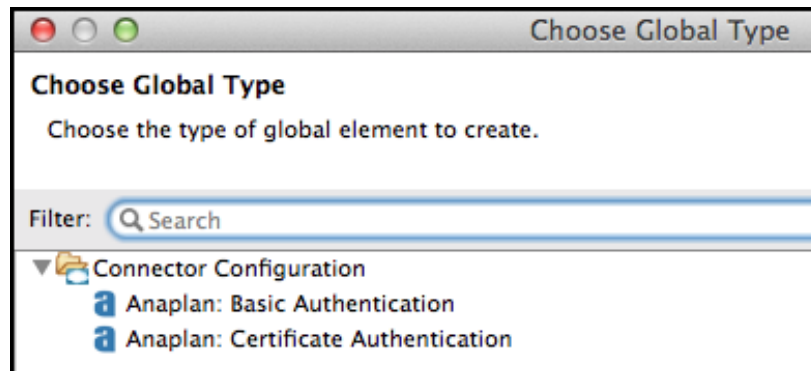 Choose Global Type
Choose Global Type
Choose the type of global element to create.
Filter: Search
Connector Configuration
a Anaplan: Basic Authentication
a Anaplan: Certificate Authentication